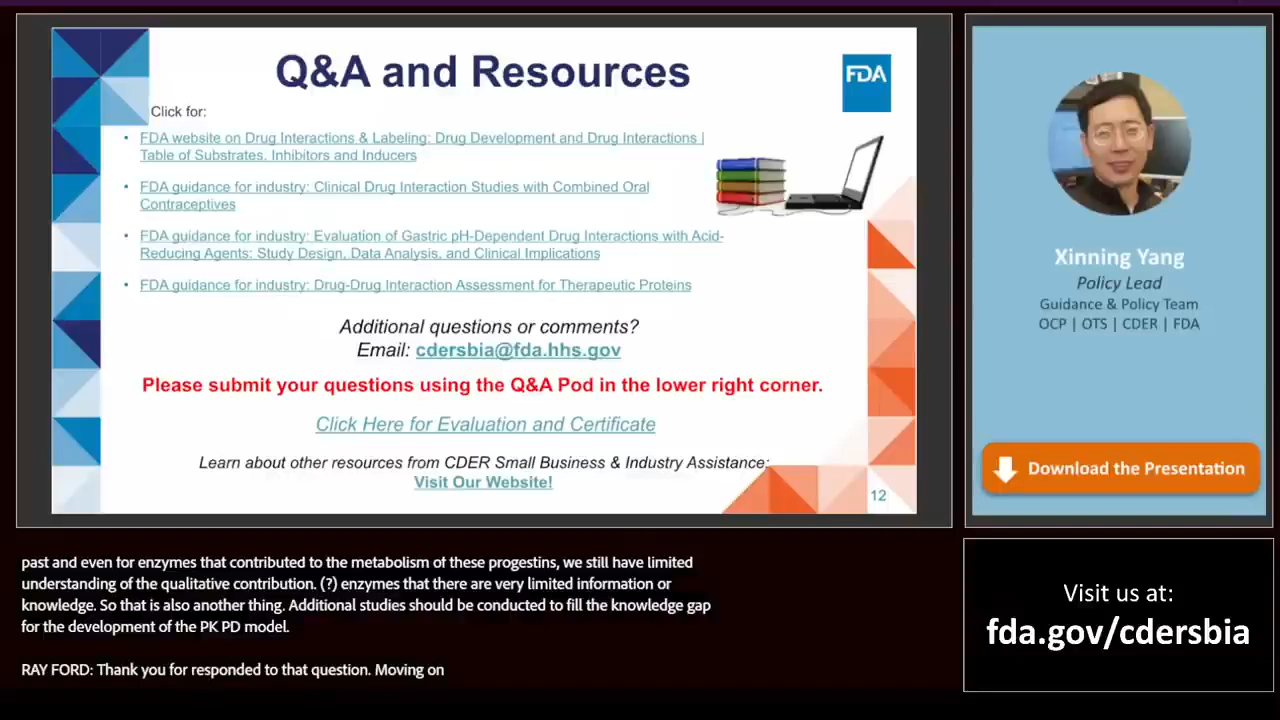 Q&A and Resources
FDA
Click for:
• FDA website on Drug Interactions & Labeling: Drug Development and Drug Interactions |
Table of Substrates, Inhibitors and Inducers
• FDA guidance for industry: Clinical Drug Interaction Studies with Combined Oral
Contraceptives
• FDA guidance for industry: Evaluation of Gastric pH-Dependent Drug Interactions with Acid-
Reducing Agents: Study Design, Data Analysis, and Clinical Implications
• FDA guidance for industry: Drug-Drug Interaction Assessment for Therapeutic Proteins
Additional questions or comments?
Email: cdersbia@fda.hhs.gov
Please submit your questions using the Q&A Pod in the lower right corner.
Click Here for Evaluation and Certificate
Learn about other resources from CDER Small Business & Industry Assistance:
Visit Our Website!
12
Xinning Yang
Policy Lead
Guidance & Policy Team
OCP | OTS | CDER | FDA
Download the Presentation
past and even for enzymes that contributed to the metabolism of these progestins, we still have limited
understanding of the qualitative contribution. (?) enzymes that there are very limited information or
knowledge. So that is also another thing. Additional studies should be conducted to fill the knowledge gap
for the development of the PK PD model.
RAY FORD: Thank you for responded to that question. Moving on
Visit us at:
fda.gov/cdersbia